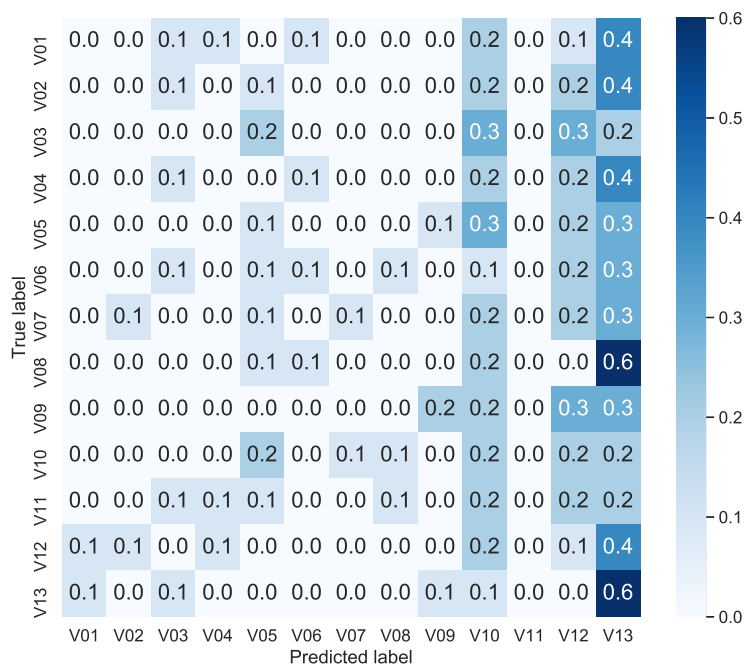 V01 0.0 0.0 0.1 0.1 0.0 0.1 0.0 0.0 0.0 0.2 0.0 0.1 0.4
V02 0.0 0.0 0.1 0.0 0.1 0.0 0.0 0.0 0.0 0.2 0.0 0.2 0.4
V03 0.0 0.0 0.0 0.0 0.2 0.0 0.0 0.0 0.0 0.3 0.0 0.3 0.2
V04 0.0 0.0 0.1 0.0 0.0 0.1 0.0 0.0 0.0 0.2 0.0 0.2 0.4
V05 0.0 0.0 0.0 0.0 0.1 0.0 0.0 0.0 0.1 0.3 0.0 0.2 0.3
V06 0.0 0.0 0.1 0.0 0.1 0.1 0.0 0.1 0.0 0.1 0.0 0.2 0.3
V07 0.0 0.1 0.0 0.0 0.1 0.0 0.1 0.0 0.0 0.2 0.0 0.2 0.3
V08 0.0 0.0 0.0 0.0 0.1 0.1 0.0 0.0 0.0 0.2 0.0 0.0 0.6
V09 0.0 0.0 0.0 0.0 0.0 0.0 0.0 0.0 0.2 0.2 0.0 0.3 0.3
V10 0.0 0.0 0.0 0.0 0.2 0.0 0.1 0.1 0.0 0.2 0.0 0.2 0.2
V11 0.0 0.0 0.1 0.1 0.1 0.0 0.0 0.1 0.0 0.2 0.0 0.2 0.2
V12 0.1 0.1 0.0 0.1 0.0 0.0 0.0 0.0 0.0 0.2 0.0 0.1 0.4
V13 0.1 0.0 0.1 0.0 0.0 0.0 0.0 0.0 0.1 0.1 0.0 0.0 0.6
V01 V02 V03 V04 V05 V06 V07 V08 V09 V10 V11 V12 V13
Predicted label
True label
0.6
0.5
0.4
0.3
0.2
0.1
0.0